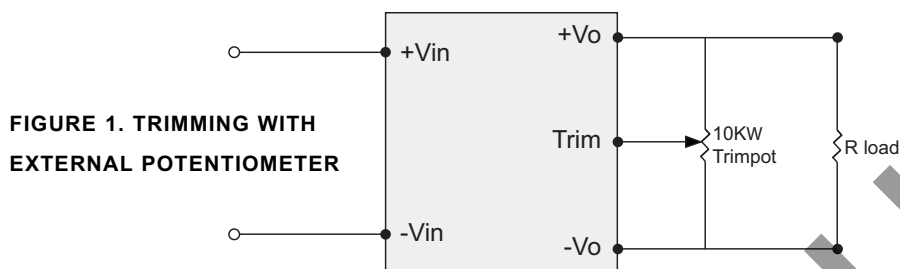 FIGURE 1. TRIMMING WITH
EXTERNAL POTENTIOMETER
+Vin
-Vin
+Vo
Trim
-Vo
10KW
Trimpot
R load